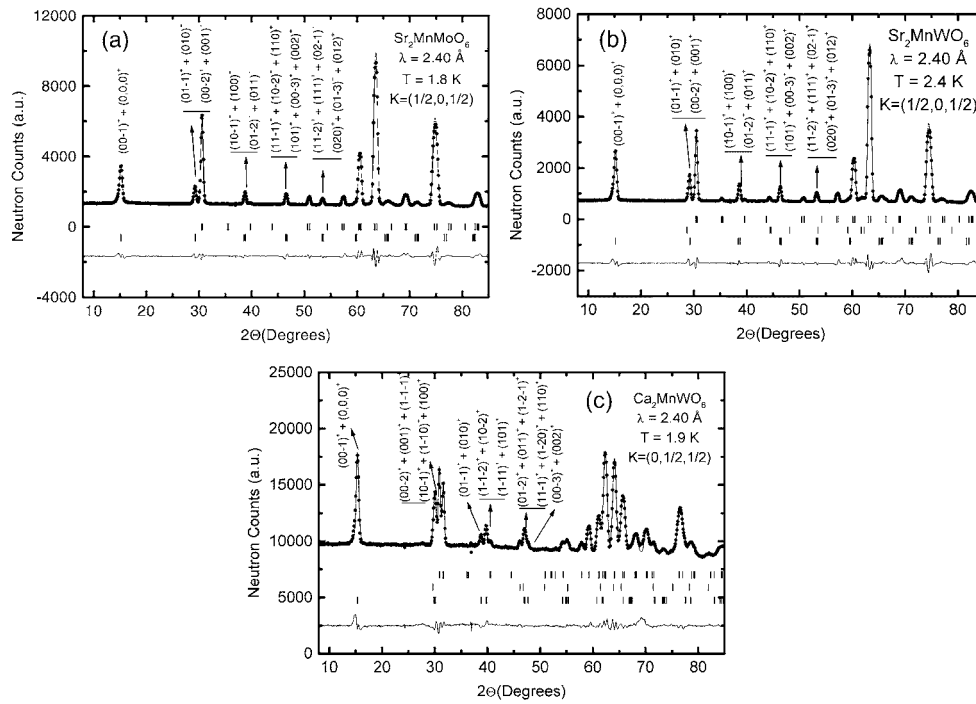 (a)
Sr₂MnMoO₆
λ = 2.40 Å
T = 1.8 K
K=(1/2,0,1/2)
(00-1)⁺ + (0,0,0)⁺
(01-1)⁺ + (010)⁺
(00-2)⁺ + (001)⁺
(10-1)⁺ + (100)⁺
(01-2)⁺ + (011)⁺
(11-1)⁺ + (10-2)⁺ + (110)⁺
(101)⁺ + (00-3)⁺ + (002)⁺
(11-2)⁺ + (111)⁺ + (02-1)
(020)⁺ + (01-3)⁻ + (012)⁺
Neutron Counts (a.u.)
12000
8000
4000
0
-4000
10 20 30 40 50 60 70 80
2Θ(Degrees)
(b)
Sr₂MnWO₆
λ = 2.40 Å
T = 2.4 K
K=(1/2,0,1/2)
(00-1)⁺ + (0,0,0)⁺
(01-1)⁺ + (010)⁺
(00-2)⁻ + (001)⁺
(10-1)⁺ + (100)⁺
(01-2)⁺ + (011)⁺
(11-1)⁺ + (10-2)⁺ + (110)
(101)⁺ + (00-3)⁺ + (002)⁺
(11-2)⁺ + (111)⁺ + (02-1)⁺
(020)⁺ + (01-3)⁺ + (012)⁺
Neutron Counts (a.u.)
8000
6000
4000
2000
0
-2000
10 20 30 40 50 60 70 80
2Θ (Degrees)
(c)
Ca₂MnWO₆
λ = 2.40 Å
T = 1.9 K
K=(0,1/2,1/2)
(00-1)⁺ + (0,0,0)⁺
(00-2)⁺ + (001)⁺ + (1-1-1)⁺
(10-1)⁺ + (1-10)⁺ + (100)⁺
(01-1)⁺ + (010)⁺
(1-1-2)⁺ + (10-2)⁺
(1-11)⁺ + (101)⁺
(01-2)⁺ + (011)⁺ + (1-2-1)⁺
(11-1)⁺ + (1-20)⁺ + (110)⁺
(00-3)⁺ + (002)⁺
Neutron Counts (a.u.)
25000
20000
15000
10000
5000
0
10 20 30 40 50 60 70 80
2Θ(Degrees)